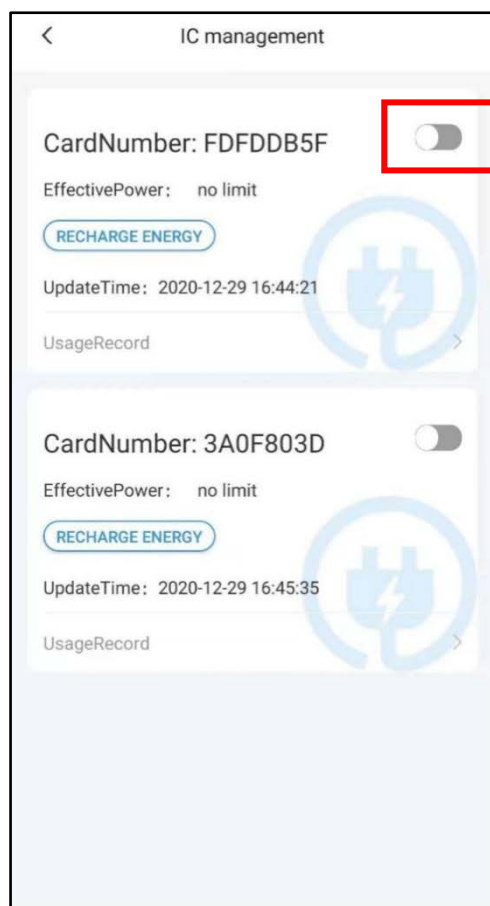 IC management
CardNumber: FDFDDB5F
EffectivePower： no limit
RECHARGE ENERGY
UpdateTime：2020-12-29 16:44:21
UsageRecord
CardNumber: 3A0F803D
EffectivePower： no limit
RECHARGE ENERGY
UpdateTime：2020-12-29 16:45:35
UsageRecord